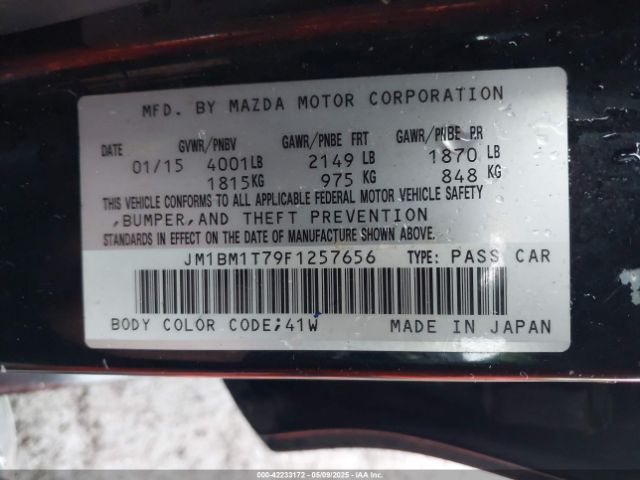 MFD. BY MAZDA MOTOR CORPORATION
DATE GVWR/PNBV GAWR/PNBE FRT GAWR/PNBE PR
01/15 4001LB 2149 LB 1870 LB
1815KG 975 KG 848 KG
THIS VEHICLE CONFORMS TO ALL APPLICABLE FEDERAL MOTOR VEHICLE SAFETY
,BUMPER,AND THEFT PREVENTION
STANDARDS IN EFFECT ON THE DATE OF MANUFACTURE SHOWN ABOVE.
JM1BM1T79F1257656 TYPE: PASS CAR
BODY COLOR CODE;41W MADE IN JAPAN
000-42233172 - 05/09/2025 - IAAI.COM